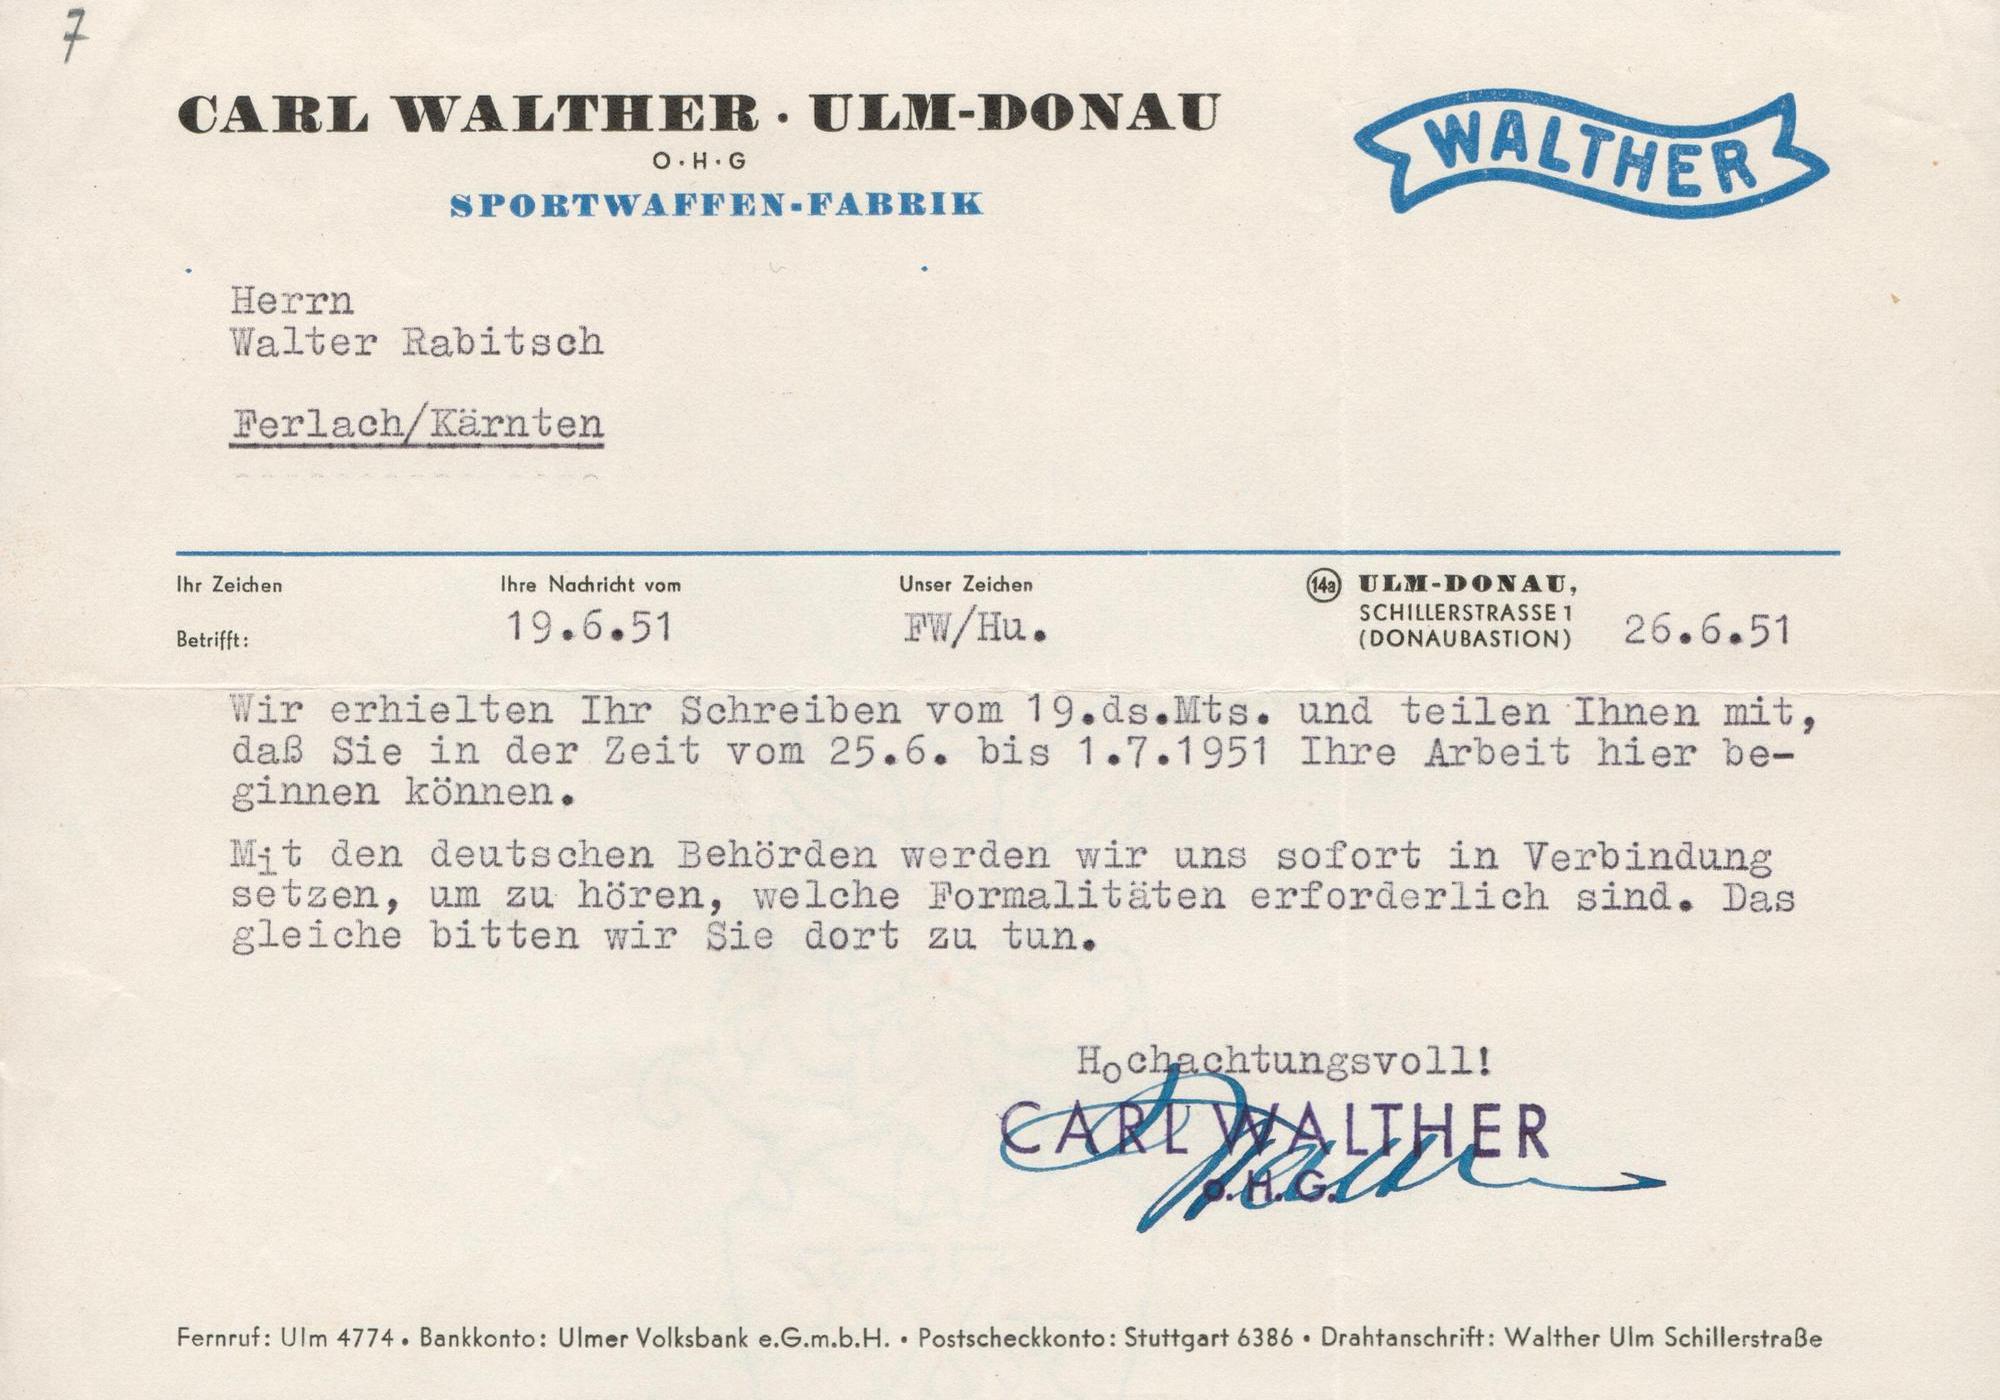 7
CARL WALTHER · ULM-DONAU
O·H·G
SPORTWAFFEN-FABRIK
WALTHER
Herrn
Walter Rabitsch
Ferlach/Kärnten
Ihr Zeichen
Ihre Nachricht vom
Unser Zeichen
14a ULM-DONAU,
SCHILLERSTRASSE 1
(DONAUBASTION)
Betrifft:
19.6.51
FW/Hu.
26.6.51
Wir erhielten Ihr Schreiben vom 19.ds.Mts. und teilen Ihnen mit,
daß Sie in der Zeit vom 25.6. bis 1.7.1951 Ihre Arbeit hier be-
ginnen können.
Mit den deutschen Behörden werden wir uns sofort in Verbindung
setzen, um zu hören, welche Formalitäten erforderlich sind. Das
gleiche bitten wir Sie dort zu tun.
Hochachtungsvoll!
CARL WALTHER
o.H.G.
Fernruf: Ulm 4774 • Bankkonto: Ulmer Volksbank e.G.m.b.H. • Postscheckkonto: Stuttgart 6386 • Drahtanschrift: Walther Ulm Schillerstraße